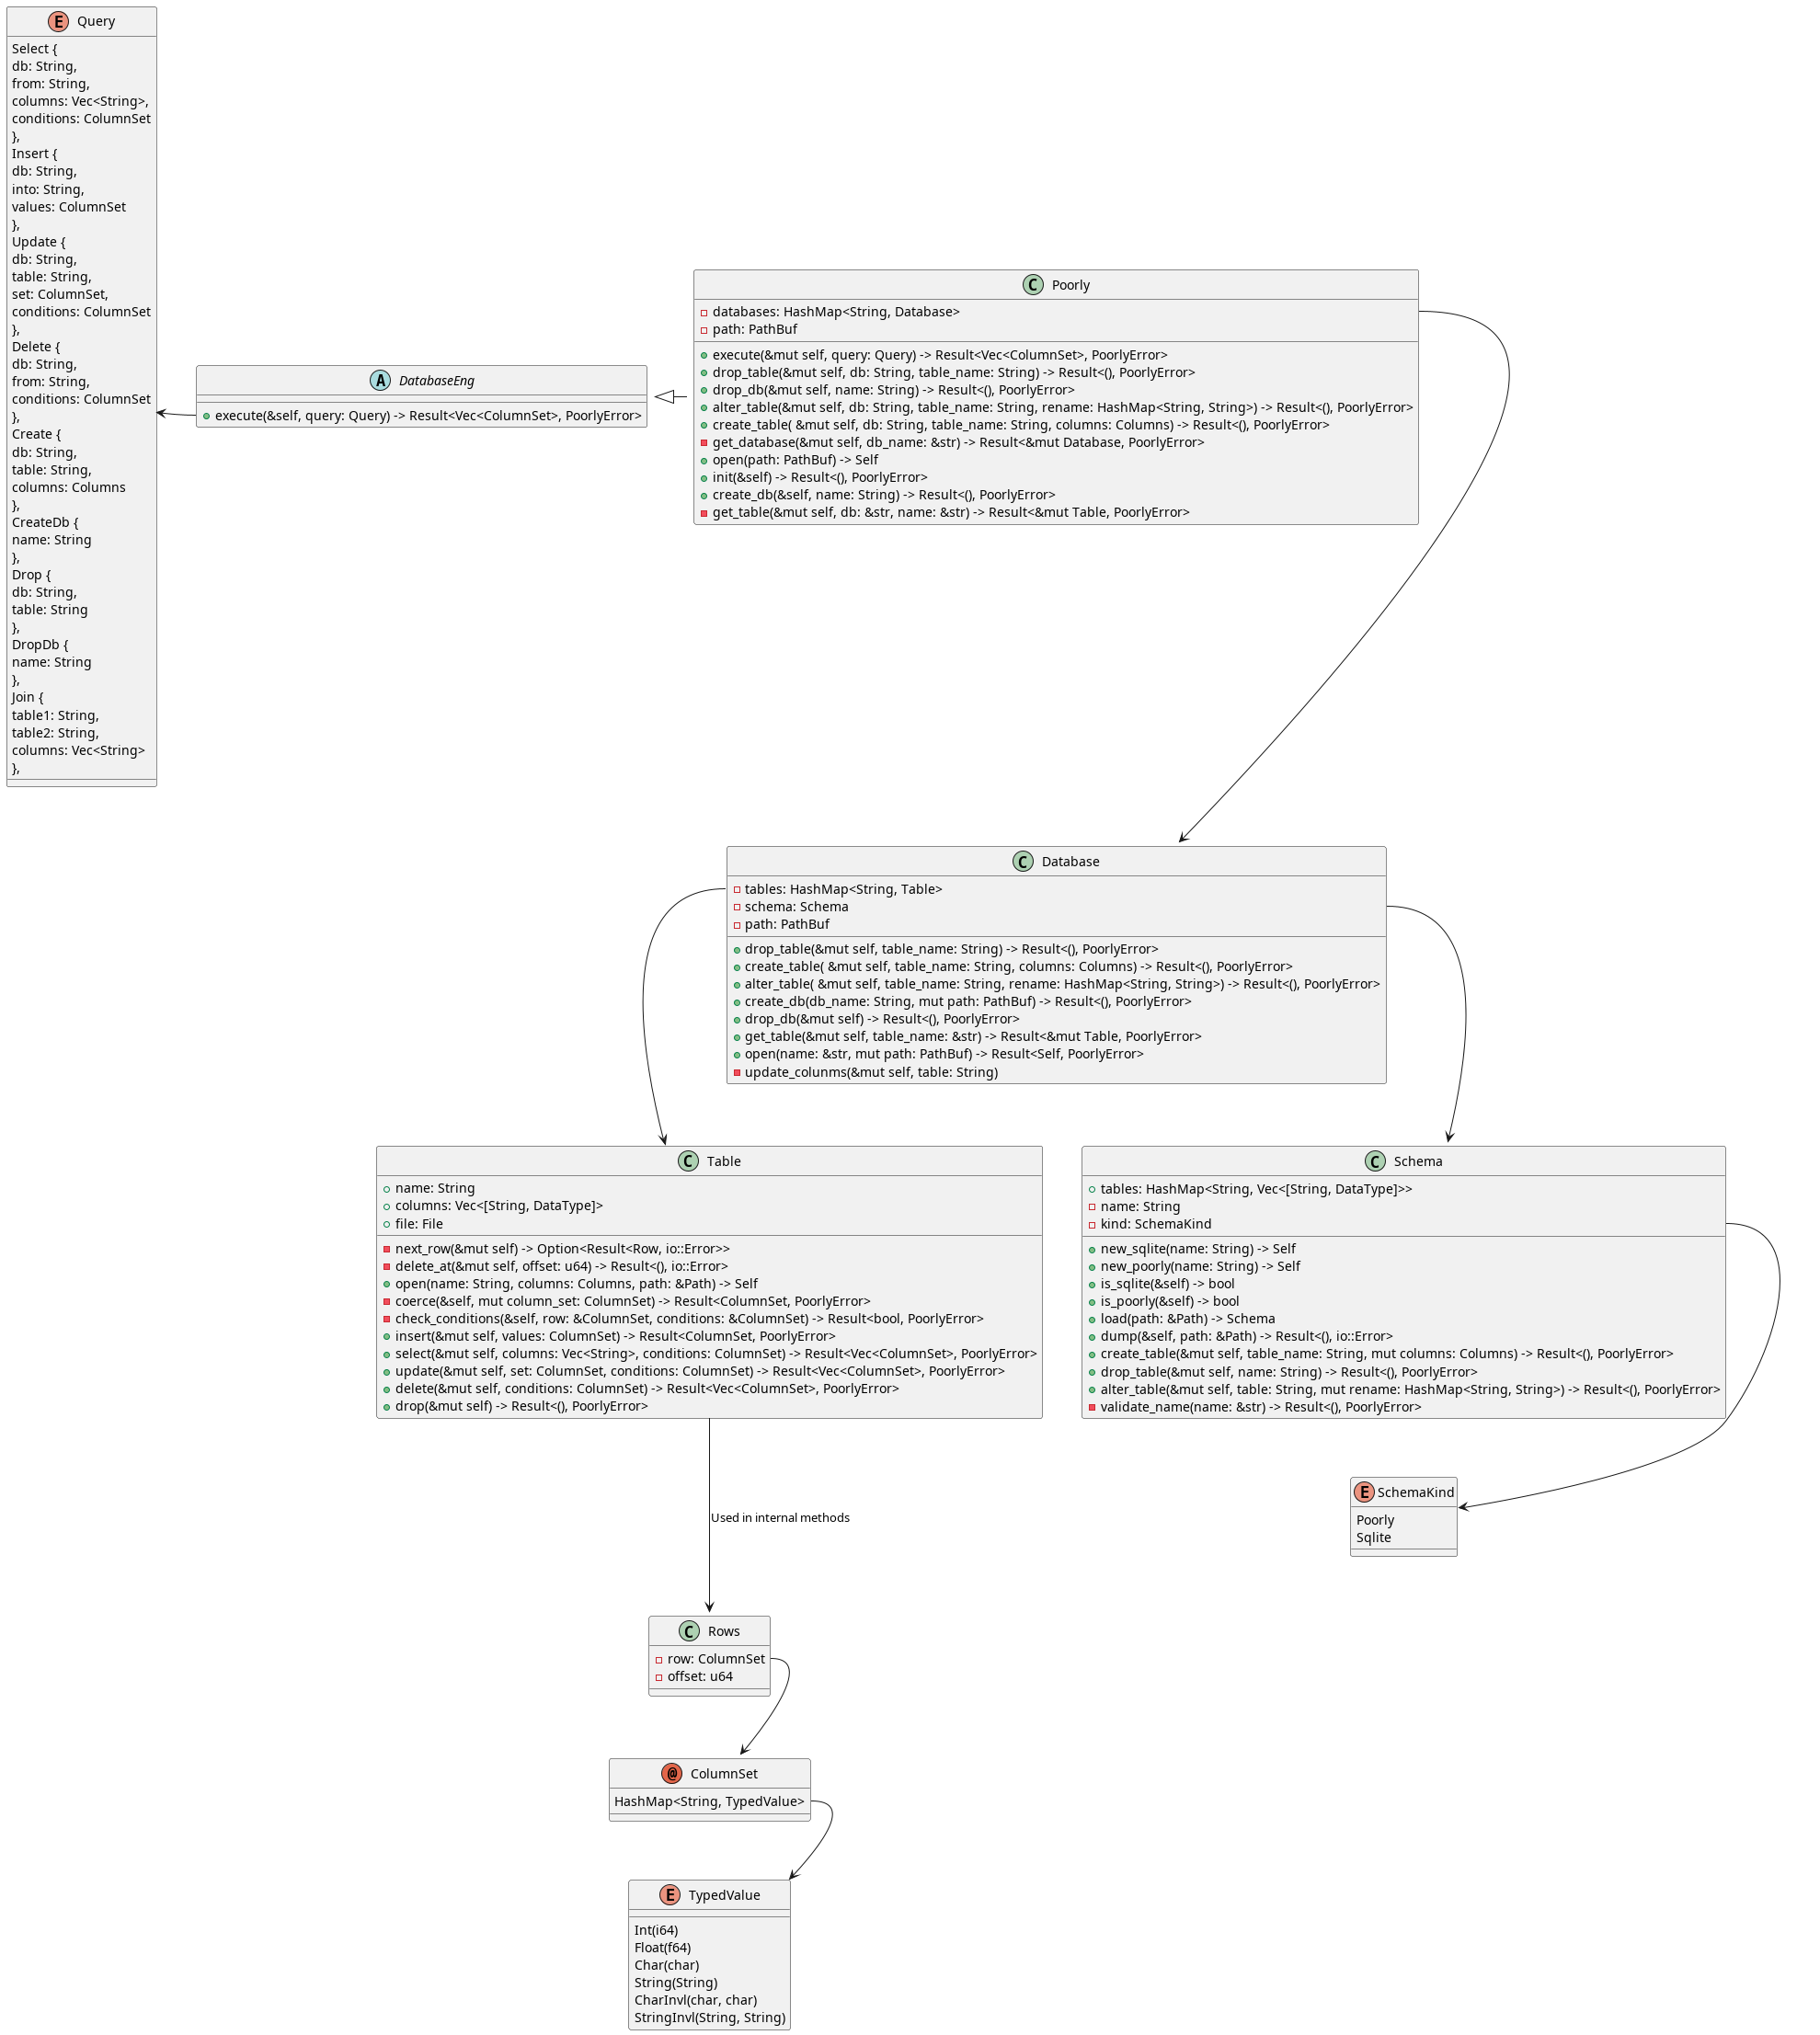 E Query
Select {
db: String,
from: String,
columns: Vec<String>,
conditions: ColumnSet
},
Insert {
db: String,
into: String,
values: ColumnSet
},
Update {
db: String,
table: String,
set: ColumnSet,
conditions: ColumnSet
},
Delete {
db: String,
from: String,
conditions: ColumnSet
},
Create {
db: String,
table: String,
columns: Columns
},
CreateDb {
name: String
},
Drop {
db: String,
table: String
},
DropDb {
name: String
},
Join {
table1: String,
table2: String,
columns: Vec<String>
},
A DatabaseEng
execute(&self, query: Query) -> Result<Vec<ColumnSet>, PoorlyError>
C Poorly
databases: HashMap<String, Database>
path: PathBuf
execute(&mut self, query: Query) -> Result<Vec<ColumnSet>, PoorlyError>
drop_table(&mut self, db: String, table_name: String) -> Result<(), PoorlyError>
drop_db(&mut self, name: String) -> Result<(), PoorlyError>
alter_table(&mut self, db: String, table_name: String, rename: HashMap<String, String>) -> Result<(), PoorlyError>
create_table( &mut self, db: String, table_name: String, columns: Columns) -> Result<(), PoorlyError>
get_database(&mut self, db_name: &str) -> Result<&mut Database, PoorlyError>
open(path: PathBuf) -> Self
init(&self) -> Result<(), PoorlyError>
create_db(&self, name: String) -> Result<(), PoorlyError>
get_table(&mut self, db: &str, name: &str) -> Result<&mut Table, PoorlyError>
C Database
tables: HashMap<String, Table>
schema: Schema
path: PathBuf
drop_table(&mut self, table_name: String) -> Result<(), PoorlyError>
create_table( &mut self, table_name: String, columns: Columns) -> Result<(), PoorlyError>
alter_table( &mut self, table_name: String, rename: HashMap<String, String>) -> Result<(), PoorlyError>
create_db(db_name: String, mut path: PathBuf) -> Result<(), PoorlyError>
drop_db(&mut self) -> Result<(), PoorlyError>
get_table(&mut self, table_name: &str) -> Result<&mut Table, PoorlyError>
open(name: &str, mut path: PathBuf) -> Result<Self, PoorlyError>
update_colunms(&mut self, table: String)
C Table
name: String
columns: Vec<[String, DataType]>
file: File
next_row(&mut self) -> Option<Result<Row, io::Error>>
delete_at(&mut self, offset: u64) -> Result<(), io::Error>
open(name: String, columns: Columns, path: &Path) -> Self
coerce(&self, mut column_set: ColumnSet) -> Result<ColumnSet, PoorlyError>
check_conditions(&self, row: &ColumnSet, conditions: &ColumnSet) -> Result<bool, PoorlyError>
insert(&mut self, values: ColumnSet) -> Result<ColumnSet, PoorlyError>
select(&mut self, columns: Vec<String>, conditions: ColumnSet) -> Result<Vec<ColumnSet>, PoorlyError>
update(&mut self, set: ColumnSet, conditions: ColumnSet) -> Result<Vec<ColumnSet>, PoorlyError>
delete(&mut self, conditions: ColumnSet) -> Result<Vec<ColumnSet>, PoorlyError>
drop(&mut self) -> Result<(), PoorlyError>
C Schema
tables: HashMap<String, Vec<[String, DataType]>>
name: String
kind: SchemaKind
new_sqlite(name: String) -> Self
new_poorly(name: String) -> Self
is_sqlite(&self) -> bool
is_poorly(&self) -> bool
load(path: &Path) -> Schema
dump(&self, path: &Path) -> Result<(), io::Error>
create_table(&mut self, table_name: String, mut columns: Columns) -> Result<(), PoorlyError>
drop_table(&mut self, name: String) -> Result<(), PoorlyError>
alter_table(&mut self, table: String, mut rename: HashMap<String, String>) -> Result<(), PoorlyError>
validate_name(name: &str) -> Result<(), PoorlyError>
E SchemaKind
Poorly
Sqlite
Used in internal methods
C Rows
row: ColumnSet
offset: u64
@ ColumnSet
HashMap<String, TypedValue>
E TypedValue
Int(i64)
Float(f64)
Char(char)
String(String)
CharInvl(char, char)
StringInvl(String, String)